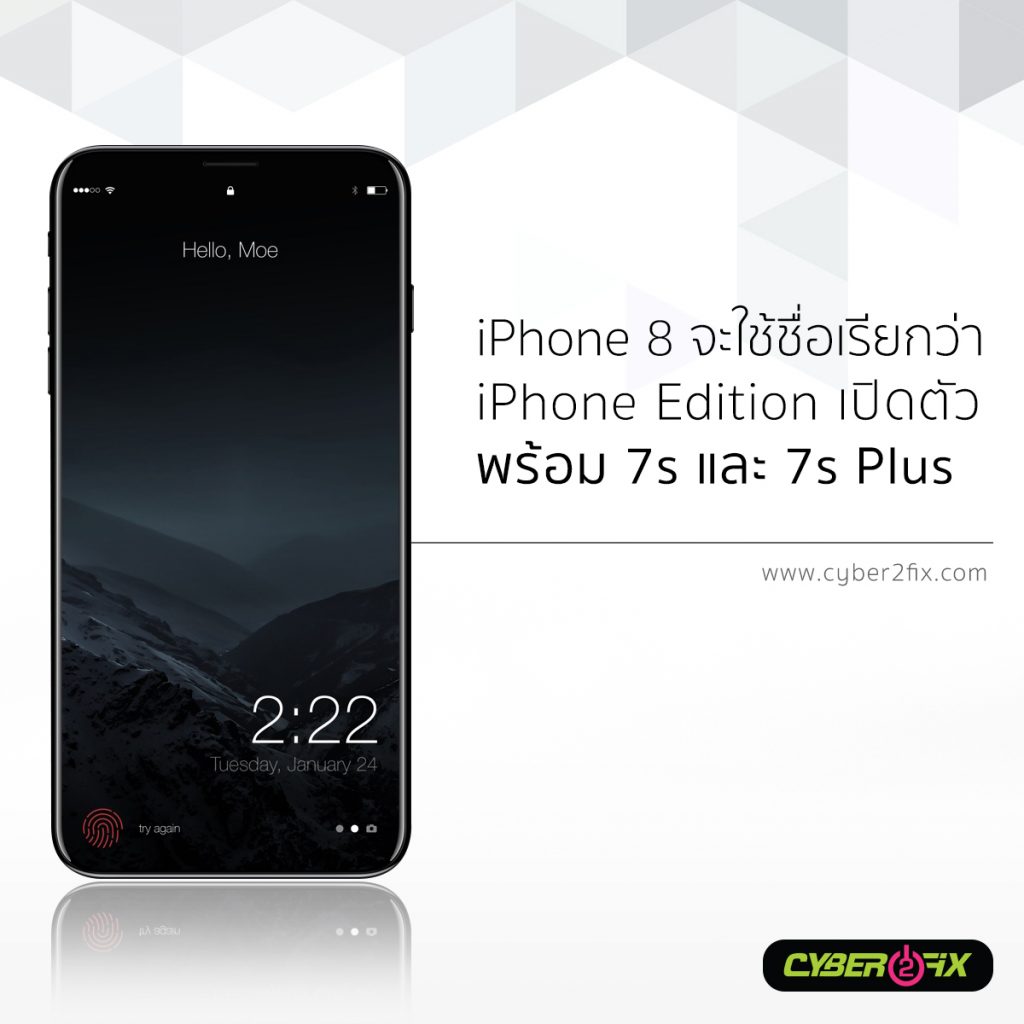 Hello, Moe
iPhone 8 จะใช้ชื่อเรียกว่า
iPhone Edition เปิดตัว
พร้อม 7s และ 7s Plus
www.cyber2fix.com
2:22
Tuesday, January 24
try again
CYBER2FIX